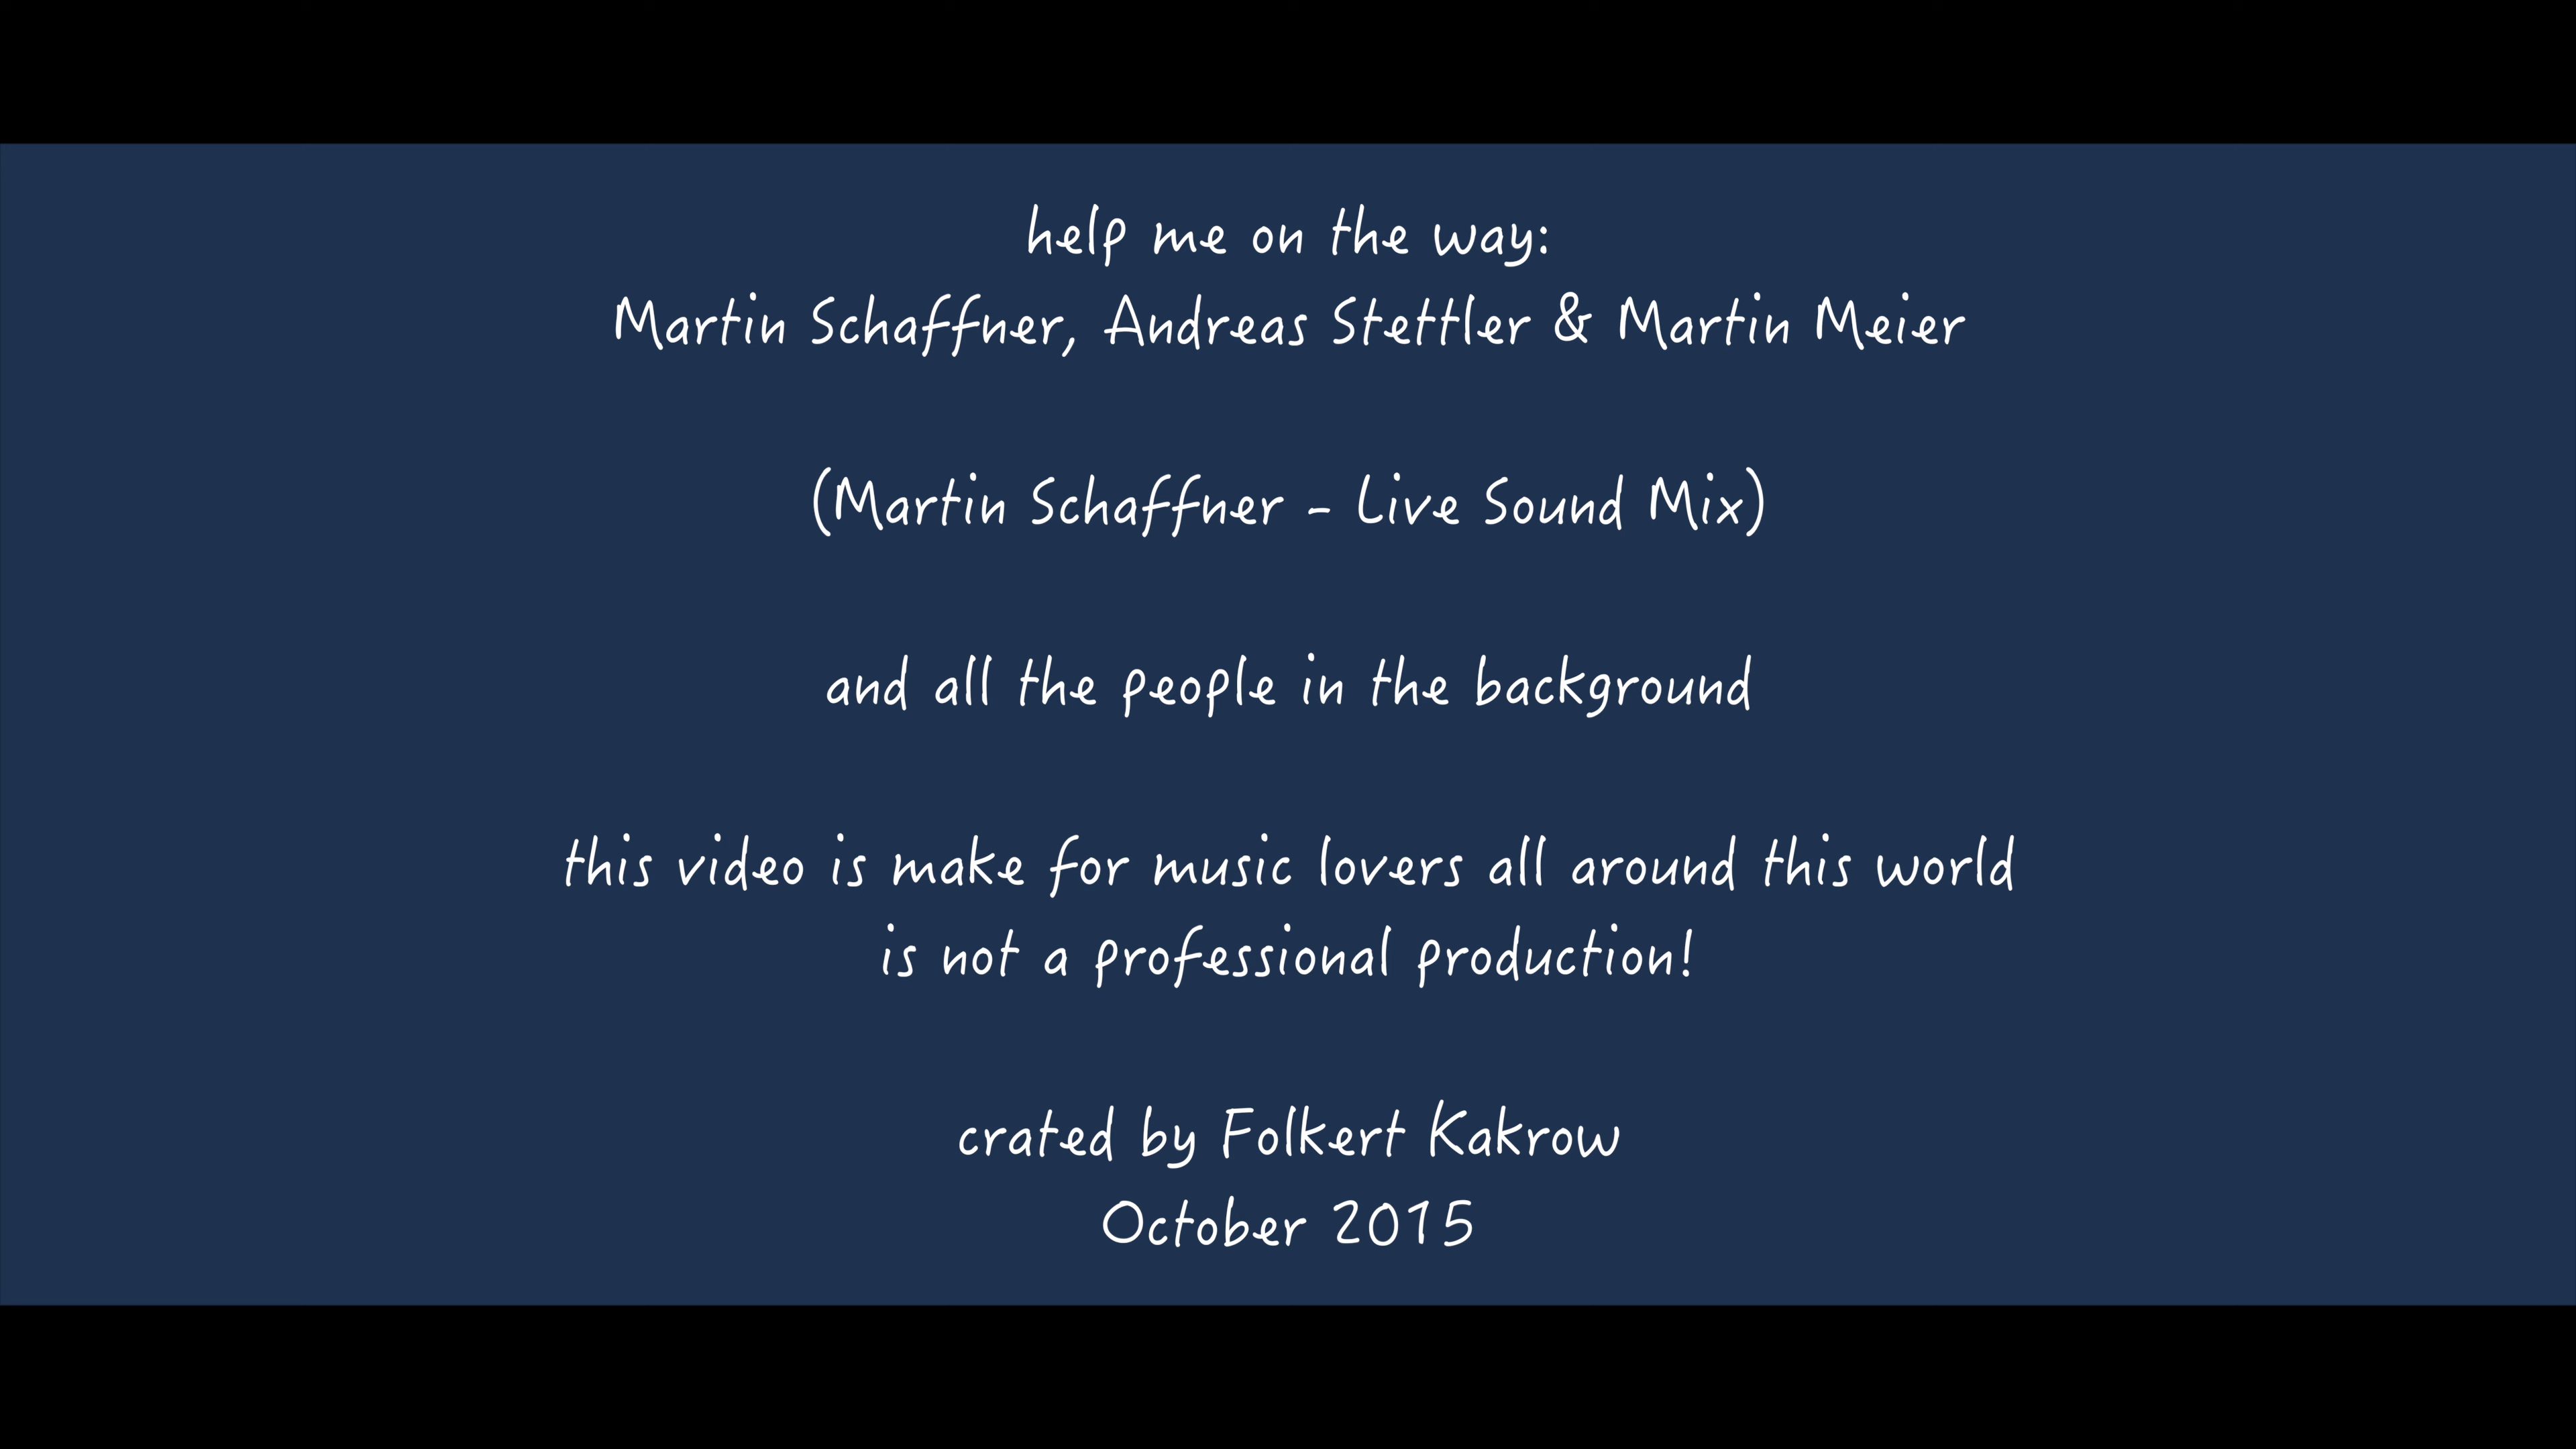 help me on the way:
Martin Schaffner, Andreas Stettler & Martin Meier
(Martin Schaffner - Live Sound Mix)
and all the people in the background
this video is make for music lovers all around this world
is not a professional production!
crated by Folkert Kakrow
October 2015